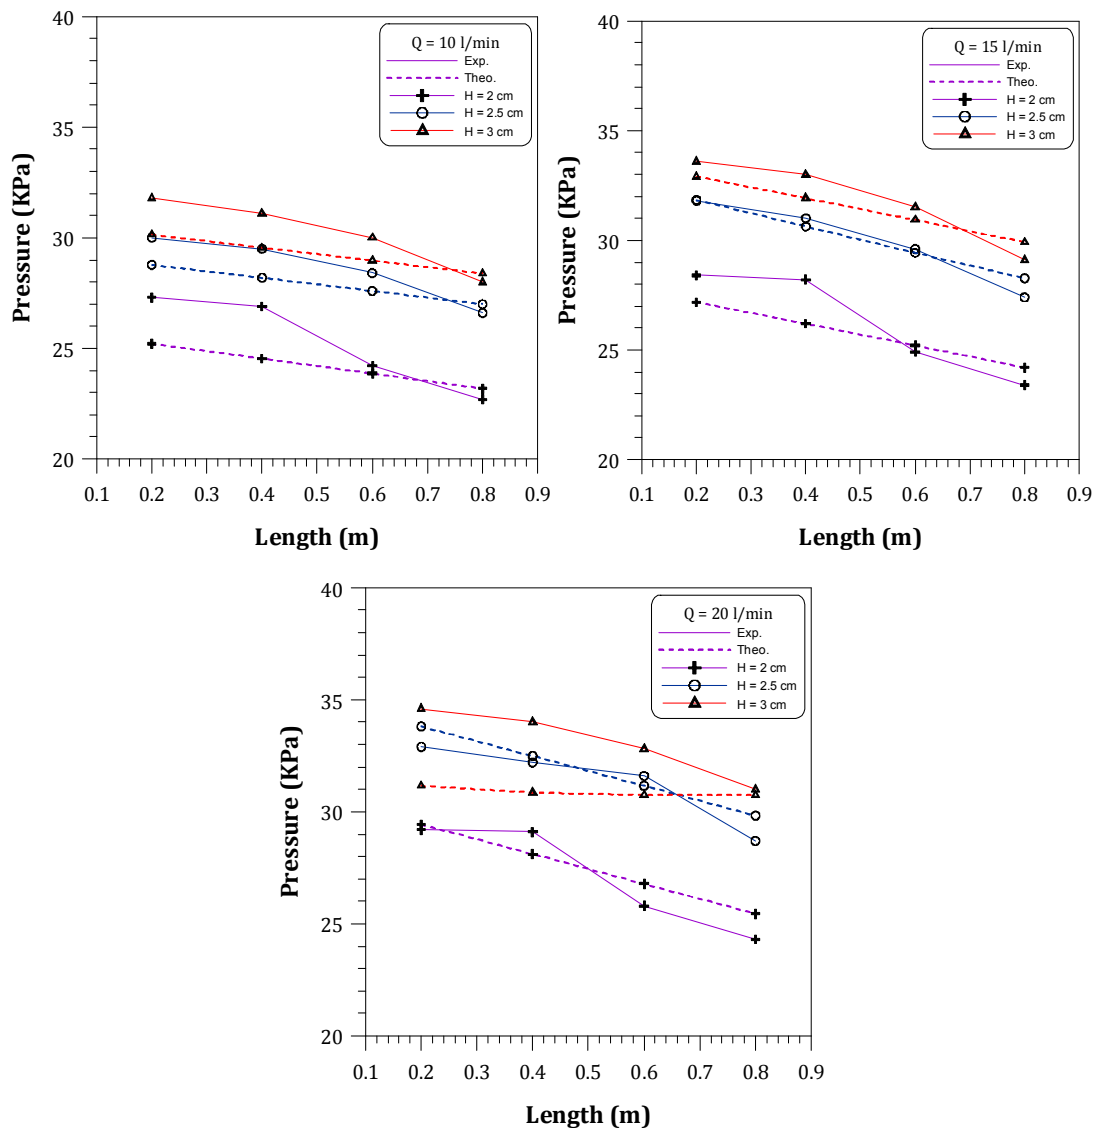 Q = 10 l/min
Exp.
Theo.
H = 2 cm
H = 2.5 cm
H = 3 cm
40
35
30
25
20
Pressure (KPa)
0.1 0.2 0.3 0.4 0.5 0.6 0.7 0.8 0.9
Length (m)
Q = 15 l/min
Exp.
Theo.
H = 2 cm
H = 2.5 cm
H = 3 cm
40
35
30
25
20
Pressure (KPa)
0.1 0.2 0.3 0.4 0.5 0.6 0.7 0.8 0.9
Length (m)
Q = 20 l/min
Exp.
Theo.
H = 2 cm
H = 2.5 cm
H = 3 cm
40
35
30
25
20
Pressure (KPa)
0.1 0.2 0.3 0.4 0.5 0.6 0.7 0.8 0.9
Length (m)